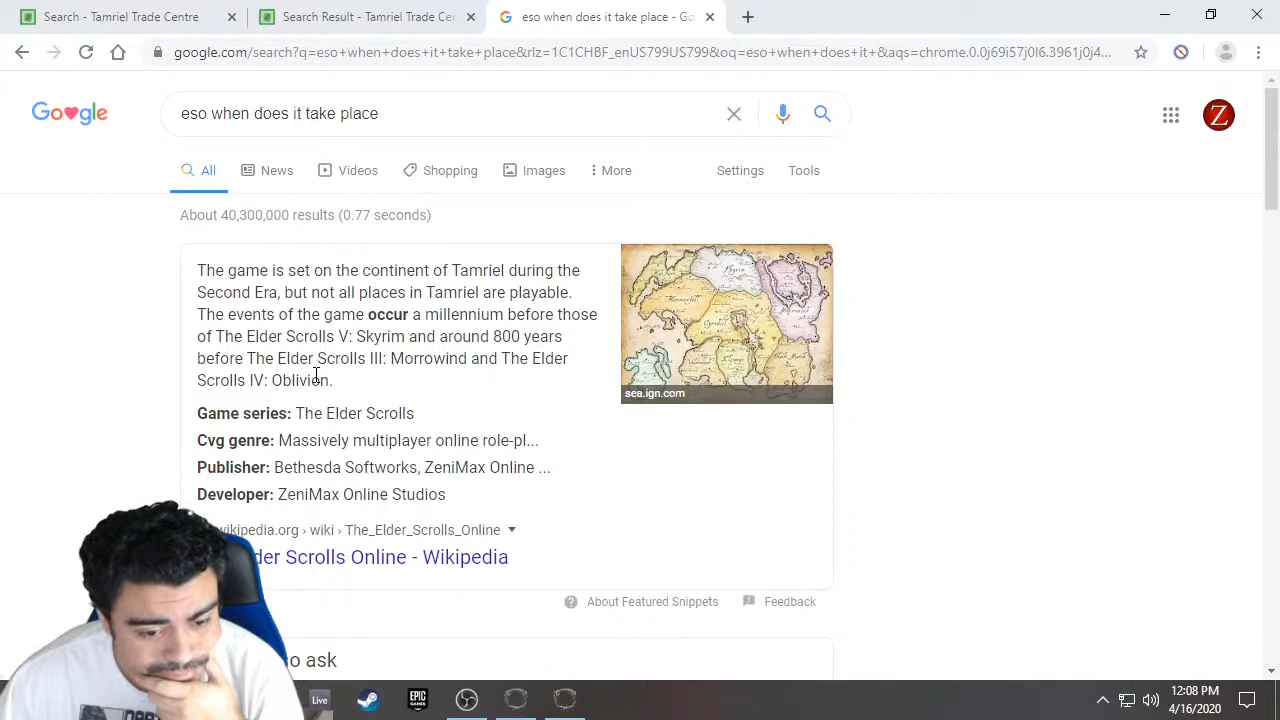 Search - Tamriel Trade Centre
Search Result - Tamriel Trade Cer
eso when does it take place - Go
google.com/search?q=eso+when+does+it+take+place&rlz=1C1CHBF_enUS799US799&oq=eso+when+does+it+&aqs=chrome.0.0j69i57j0l6.3961j0j4...
Go gle
eso when does it take place
Z
All News Videos Shopping Images More Settings Tools
About 40,300,000 results (0.77 seconds)
The game is set on the continent of Tamriel during the
Second Era, but not all places in Tamriel are playable.
The events of the game occur a millennium before those
of The Elder Scrolls V: Skyrim and around 800 years
before The Elder Scrolls III: Morrowind and The Elder
Scrolls IV: Oblivion.
sea.ign.com
Game series: The Elder Scrolls
Cvg genre: Massively multiplayer online role-pl...
Publisher: Bethesda Softworks, ZeniMax Online ...
Developer: ZeniMax Online Studios
wikipedia.org › wiki › The_Elder_Scrolls_Online
der Scrolls Online - Wikipedia
About Featured Snippets Feedback
so ask
Live
EPIC
GAMES
12:08 PM
4/16/2020